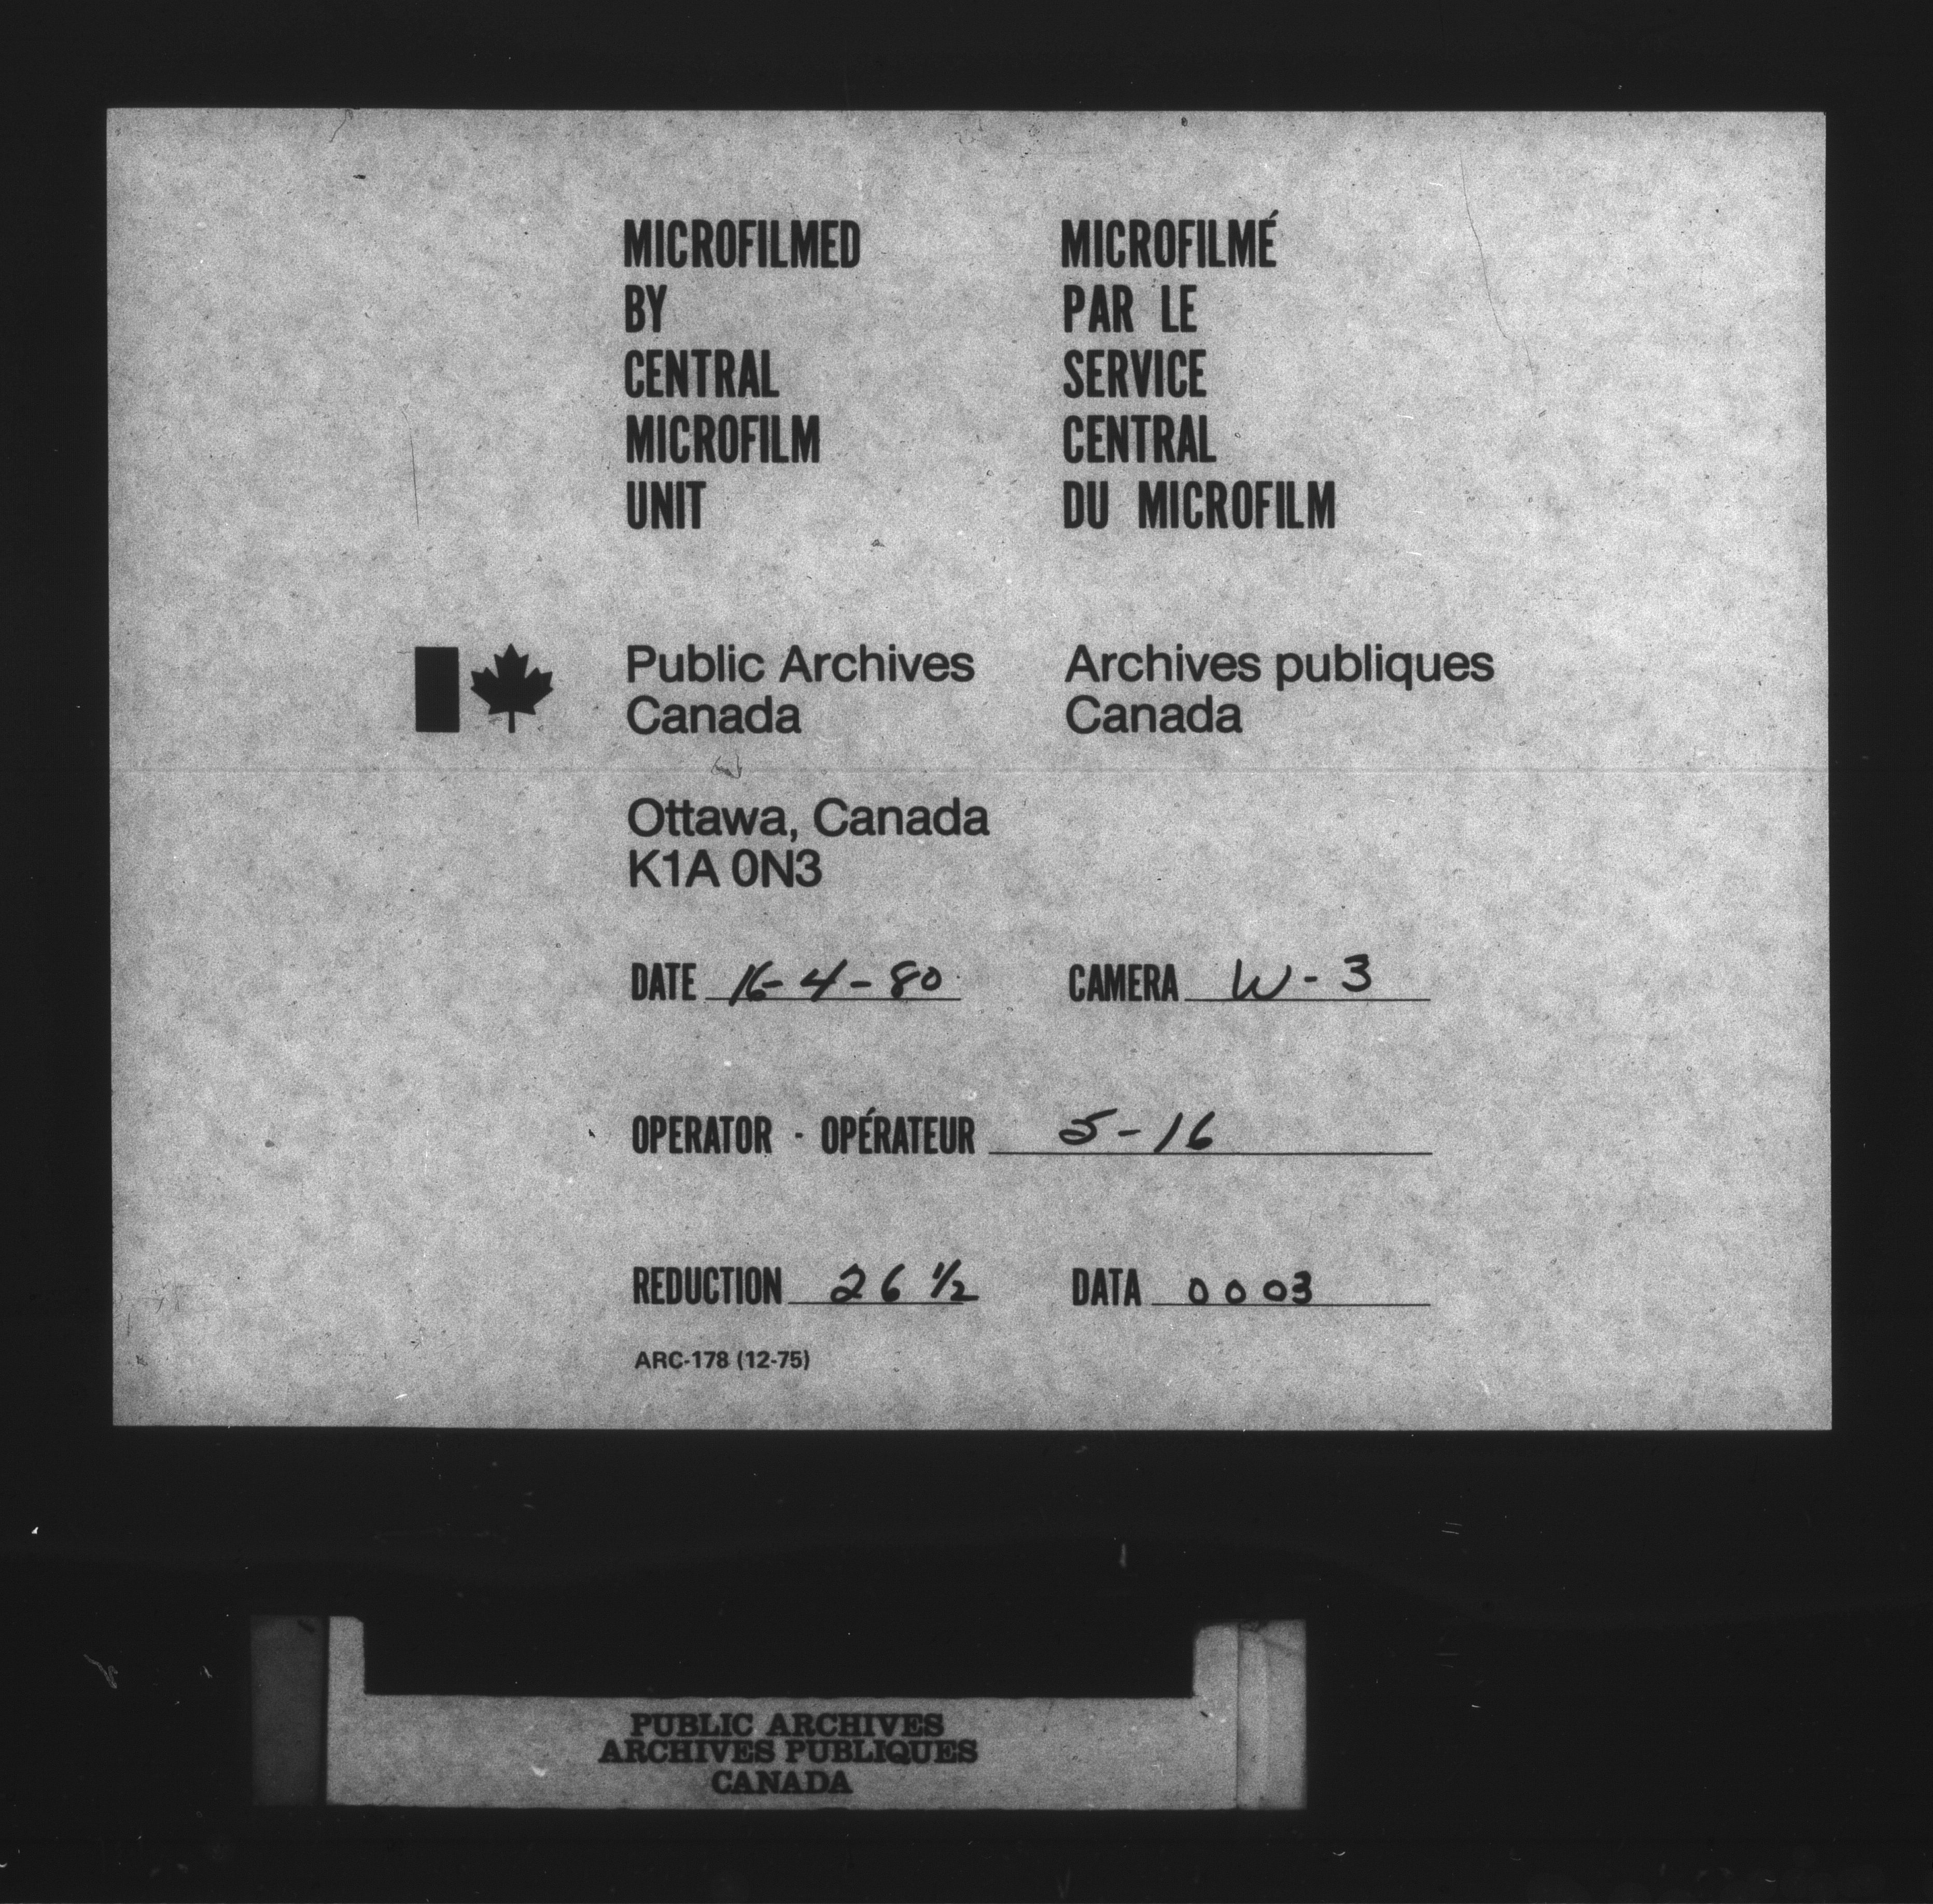 MICROFILMED
BY
CENTRAL
MICROFILM
UNIT
MICROFILMÉ
PAR LE
SERVICE
CENTRAL
DU MICROFILM
Public Archives
Canada
Archives publiques
Canada
Ottawa, Canada
K1A 0N3
DATE 16-4-80 CAMERA W-3
OPERATOR - OPÉRATEUR 5-16
REDUCTION 26 1/2 DATA 0003
ARC-178 (12-75)
PUBLIC ARCHIVES
ARCHIVES PUBLIQUES
CANADA